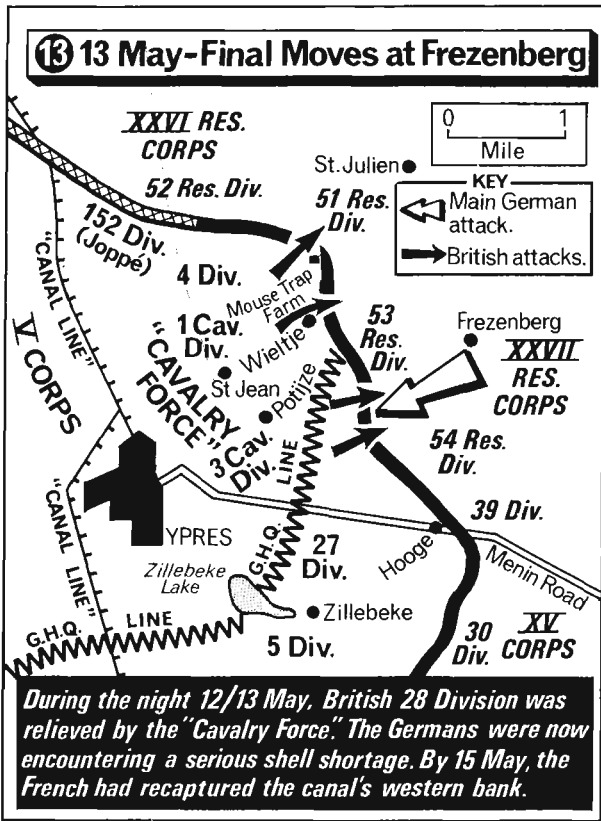 13 13 May-Final Moves at Frezenberg
XXVI RES.
CORPS
0 1
Mile
St. Julien
KEY
Main German
attack.
British attacks.
52 Res. Div.
51 Res.
Div.
152 Div.
(Joppé)
"CANAL LINE"
4 Div.
Mouse Trap
Farm
1 Cav.
Div.
Wieltje
53
Res.
Div.
Frezenberg
XXVII
RES.
CORPS
V CORPS
"CAVALRY
FORCE"
St Jean
Potijze
3 Cav.
Div.
54 Res.
Div.
"CANAL LINE"
YPRES
G.H.Q. LINE
27
Div.
39 Div.
Hooge
Menin Road
Zillebeke
Lake
Zillebeke
G.H.Q. LINE
5 Div.
30
Div.
XV
CORPS
During the night 12/13 May, British 28 Division was
relieved by the "Cavalry Force." The Germans were now
encountering a serious shell shortage. By 15 May, the
French had recaptured the canal's western bank.